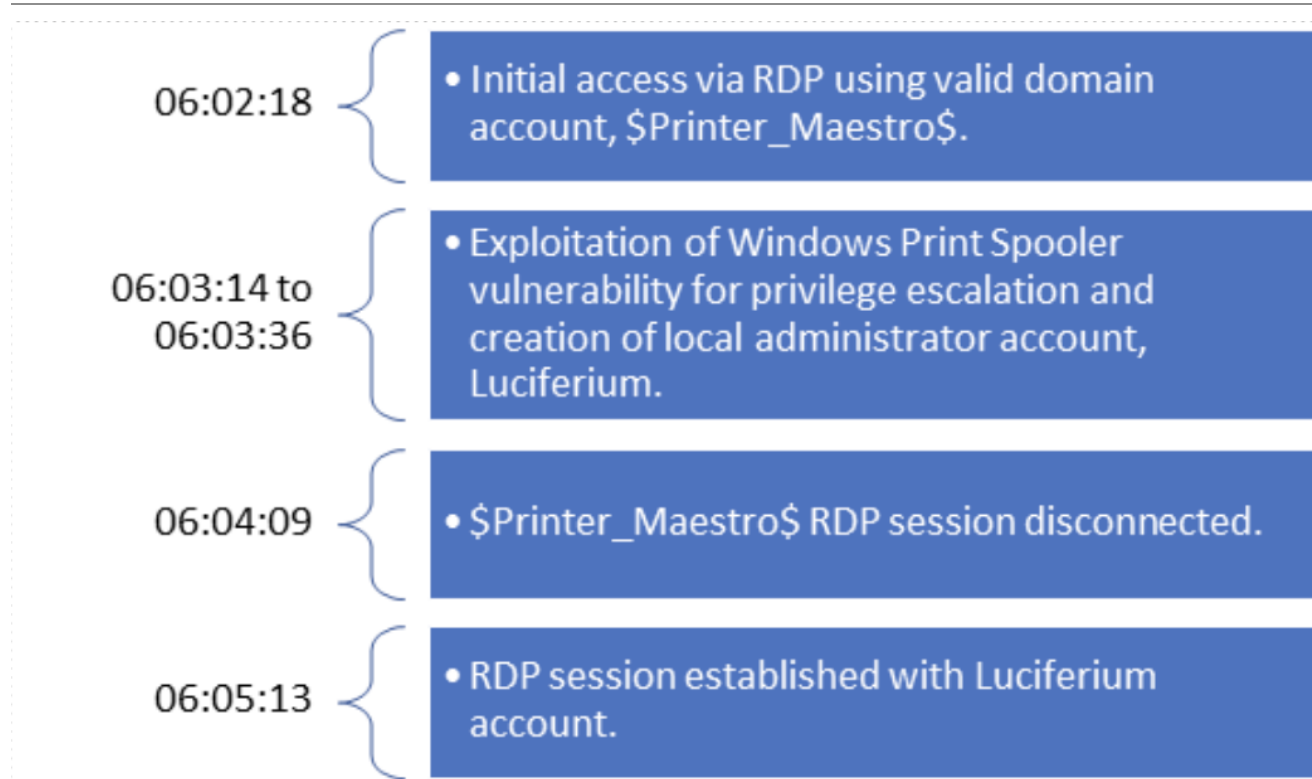 06:02:18
• Initial access via RDP using valid domain
account, $Printer_Maestro$.
06:03:14 to
06:03:36
• Exploitation of Windows Print Spooler
vulnerability for privilege escalation and
creation of local administrator account,
Luciferium.
06:04:09
• $Printer_Maestro$ RDP session disconnected.
06:05:13
• RDP session established with Luciferium
account.